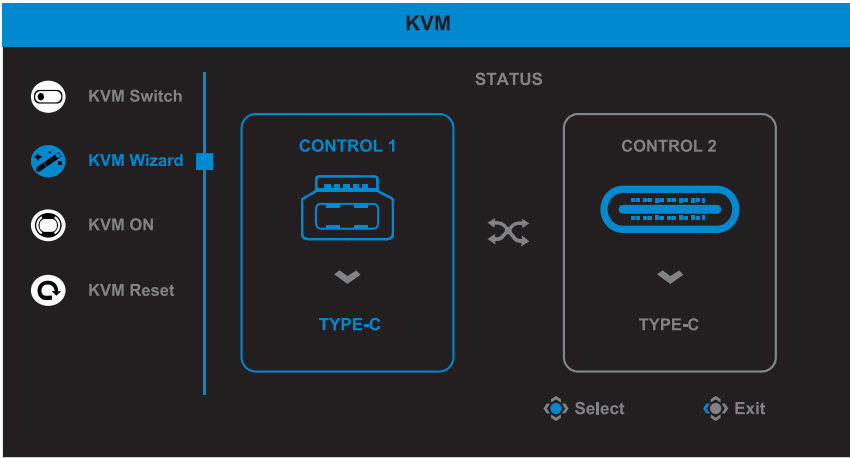 KVM
STATUS
KVM Switch
KVM Wizard
KVM ON
KVM Reset
CONTROL 1
TYPE-C
CONTROL 2
TYPE-C
Select
Exit